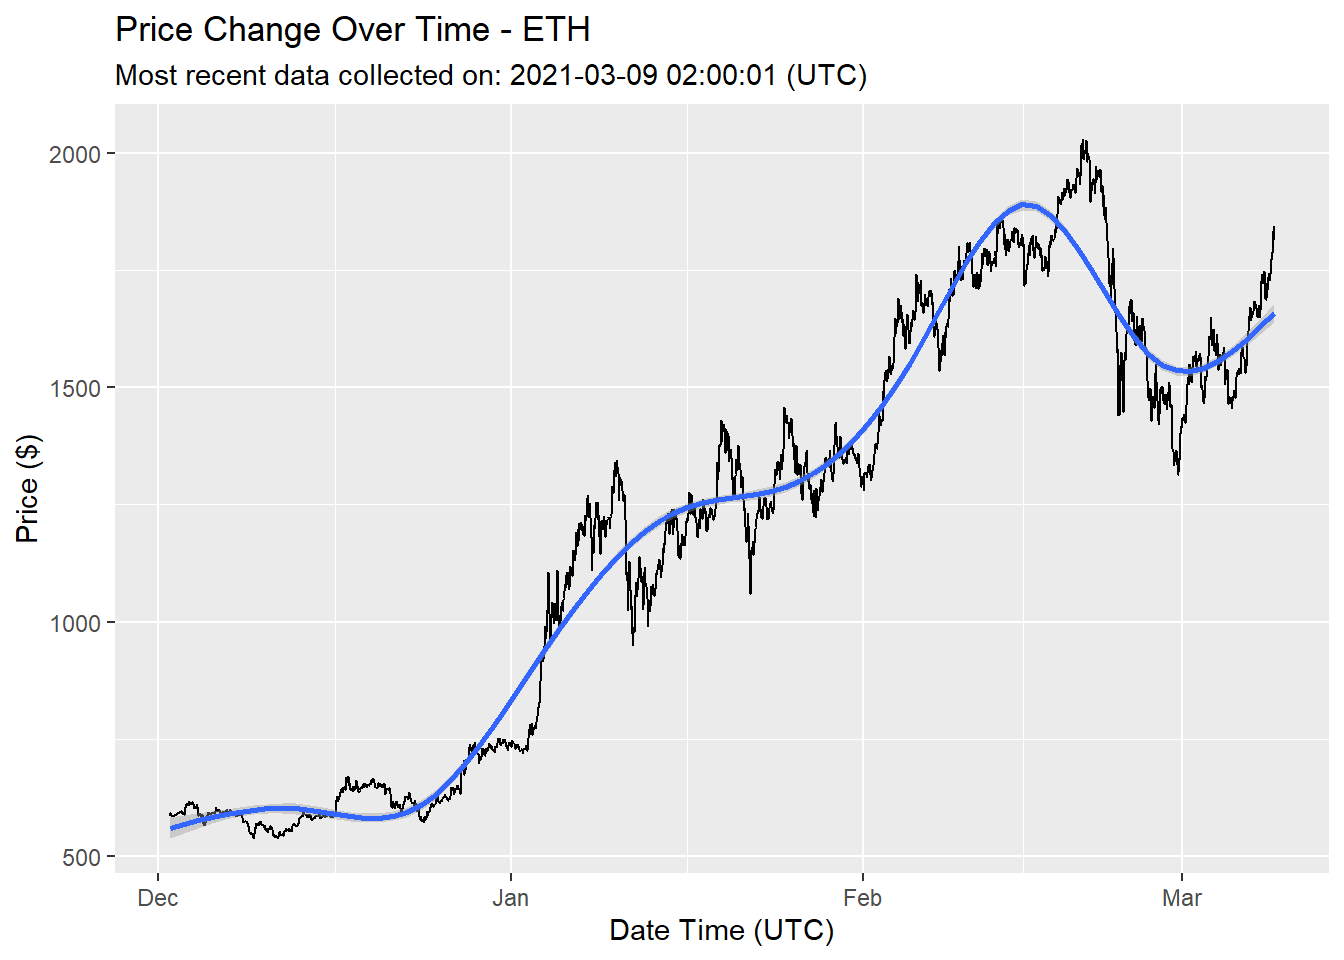 Price Change Over Time - ETH
Most recent data collected on: 2021-03-09 02:00:01 (UTC)
Price ($)
2000
1500
1000
500
Dec Jan Feb Mar
Date Time (UTC)